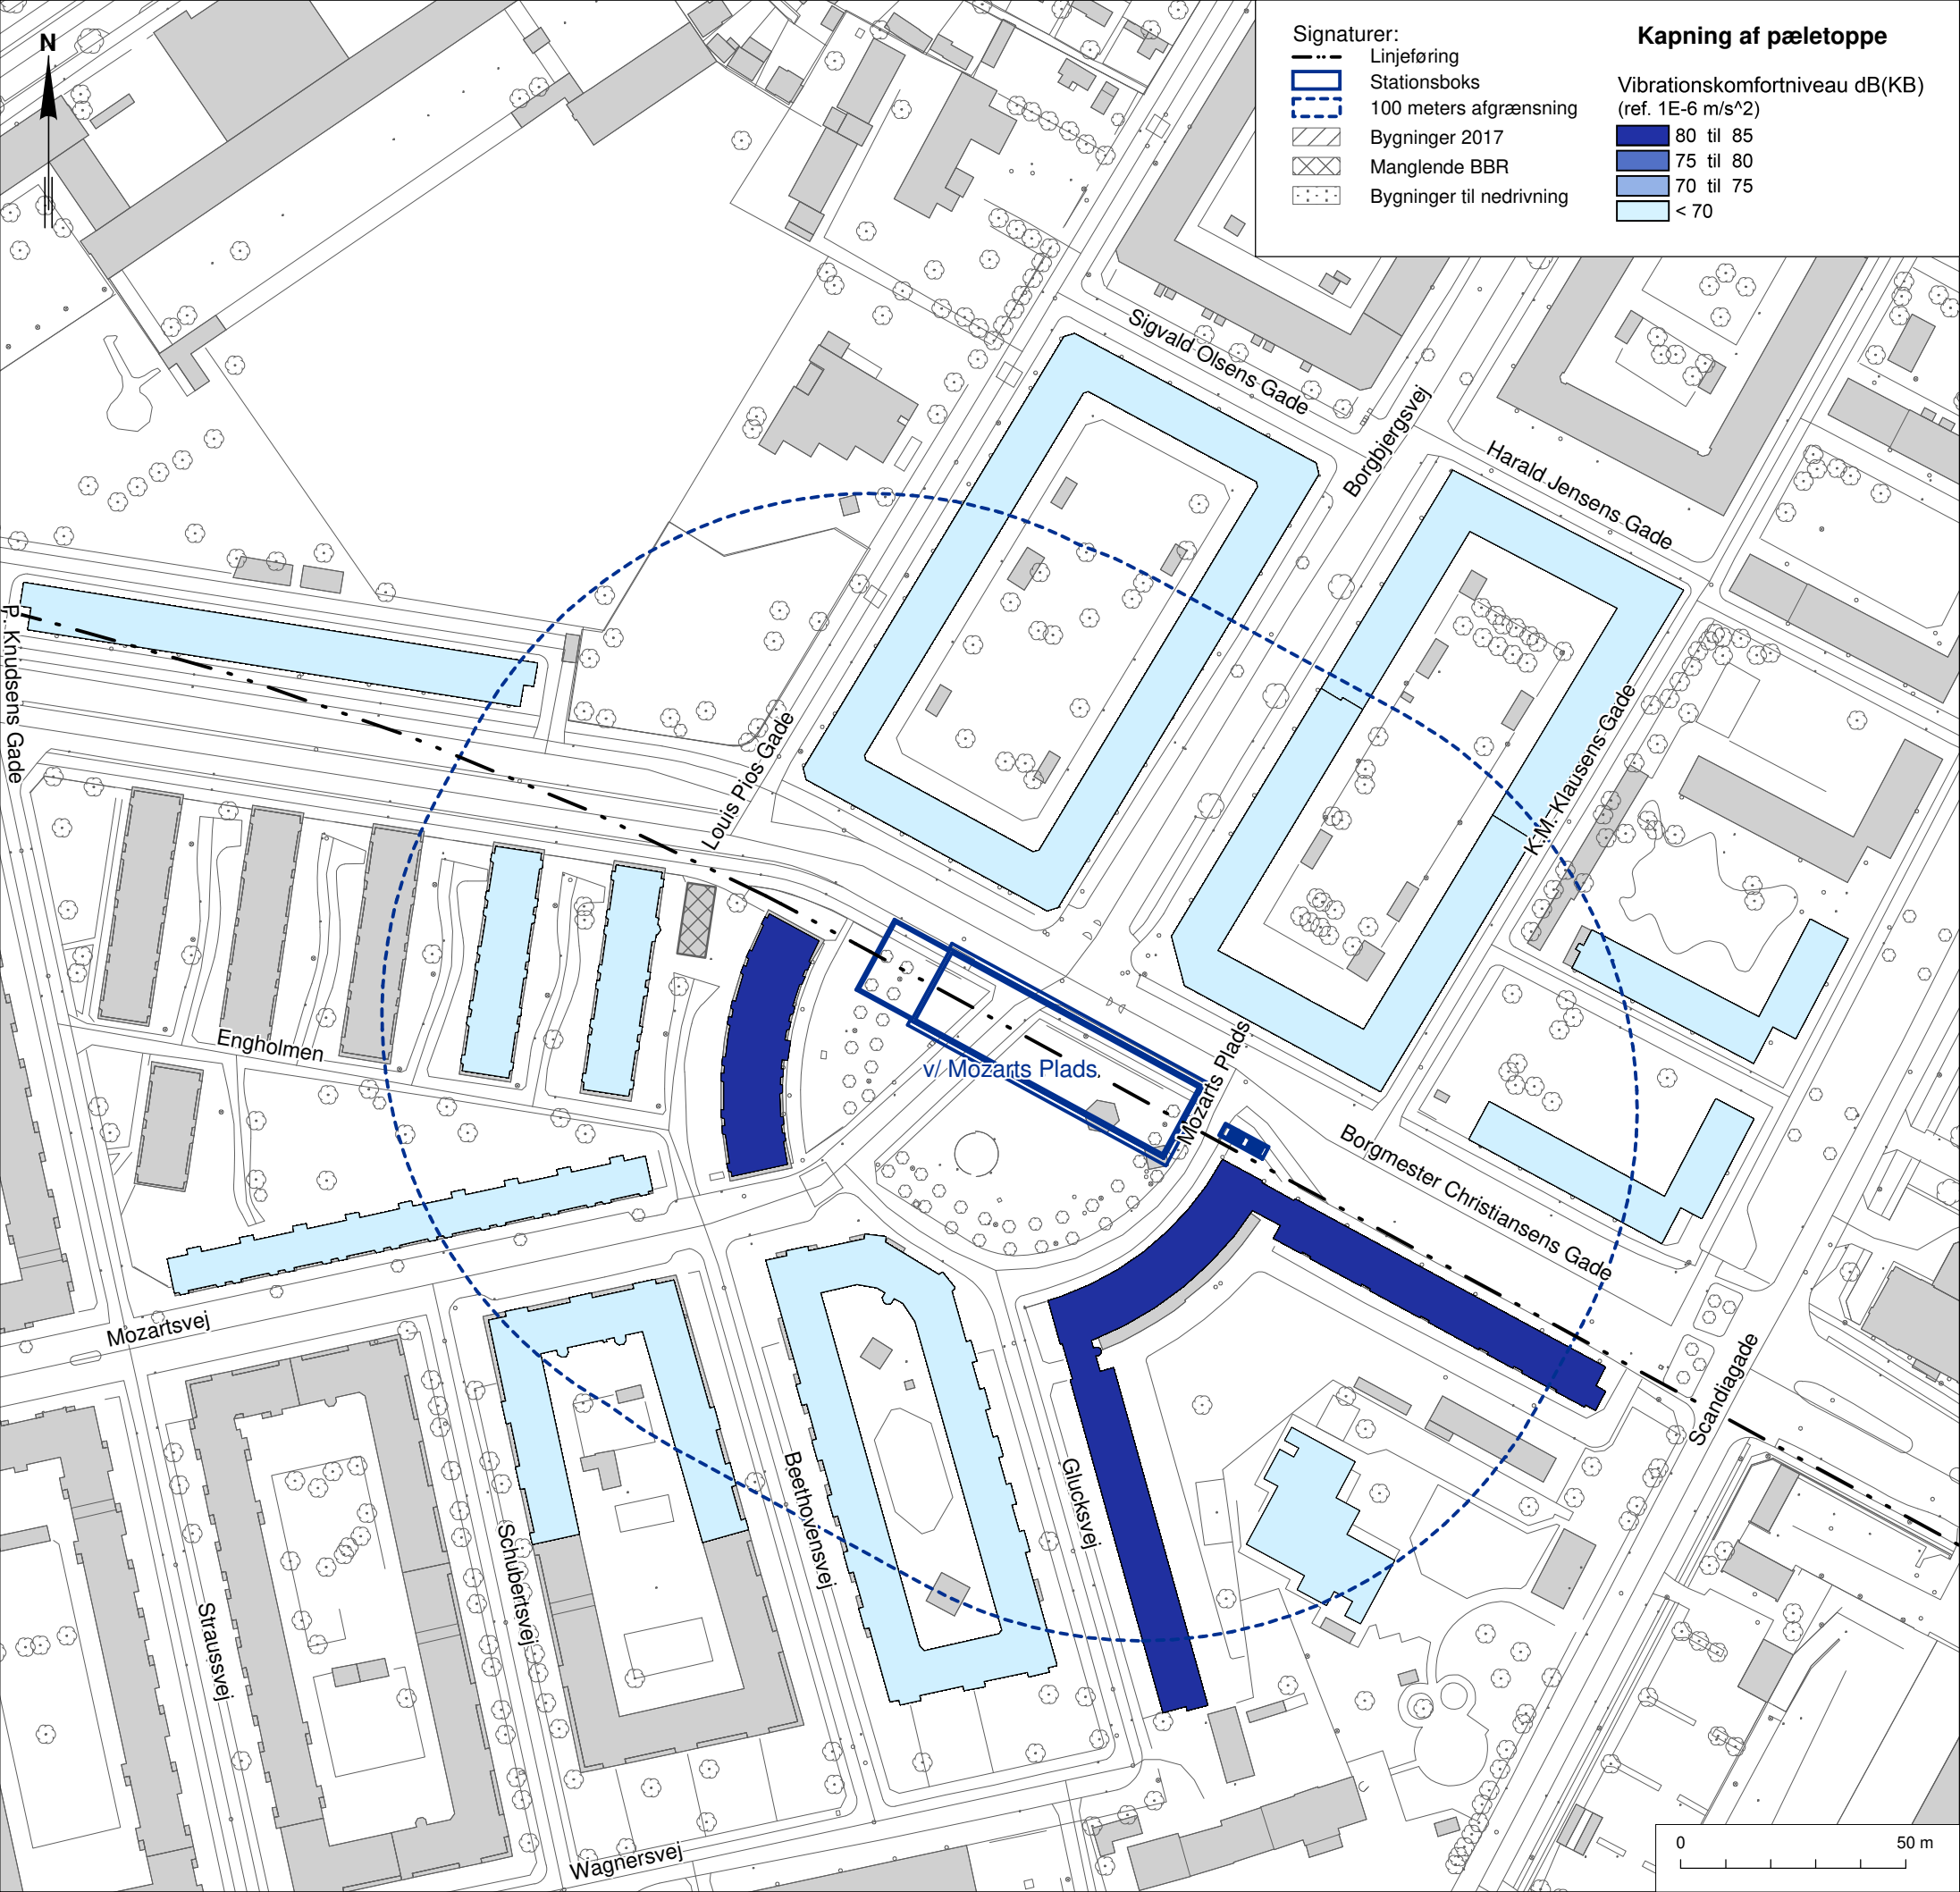 N
Signaturer:
Linjeføring
Stationsboks
100 meters afgrænsning
Bygninger 2017
Manglende BBR
Bygninger til nedrivning
Kapning af pæletoppe
Vibrationskomfortniveau dB(KB)
(ref. 1E-6 m/s^2)
80 til 85
75 til 80
70 til 75
< 70
Sigvald Olsens Gade
Borgbjergsvej
Harald Jensens Gade
P. Knudsens Gade
Louis Pios Gade
K.M. Klausens Gade
Engholmen
v/ Mozarts Plads
Mozarts Plads
Borgmester Christiansens Gade
Mozartsvej
Scandiagade
Beethovensvej
Glucksvej
Schubertsvej
Straussvej
Wagnersvej
0 50 m